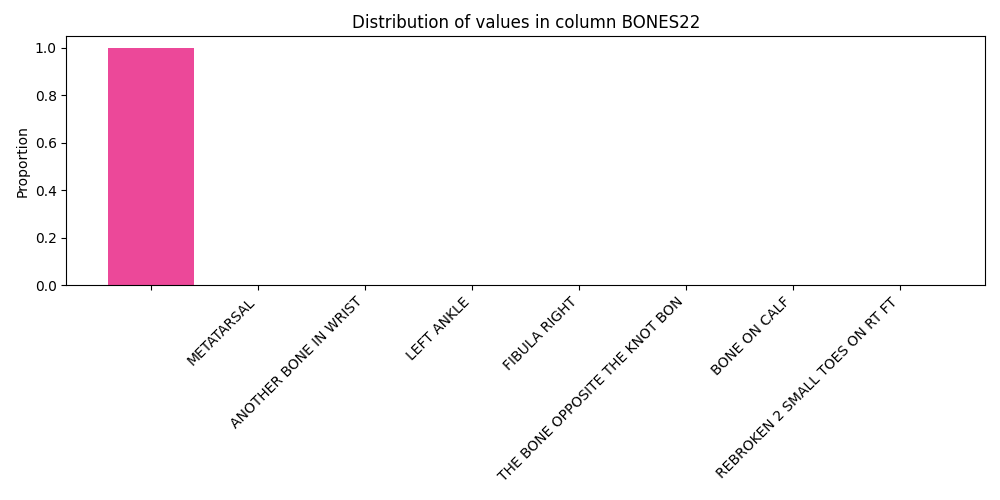 Distribution of values in column BONES22
Proportion
1.0
0.8
0.6
0.4
0.2
0.0
METATARSAL
ANOTHER BONE IN WRIST
LEFT ANKLE
FIBULA RIGHT
THE BONE OPPOSITE THE KNOT BON
BONE ON CALF
REBROKEN 2 SMALL TOES ON RT FT